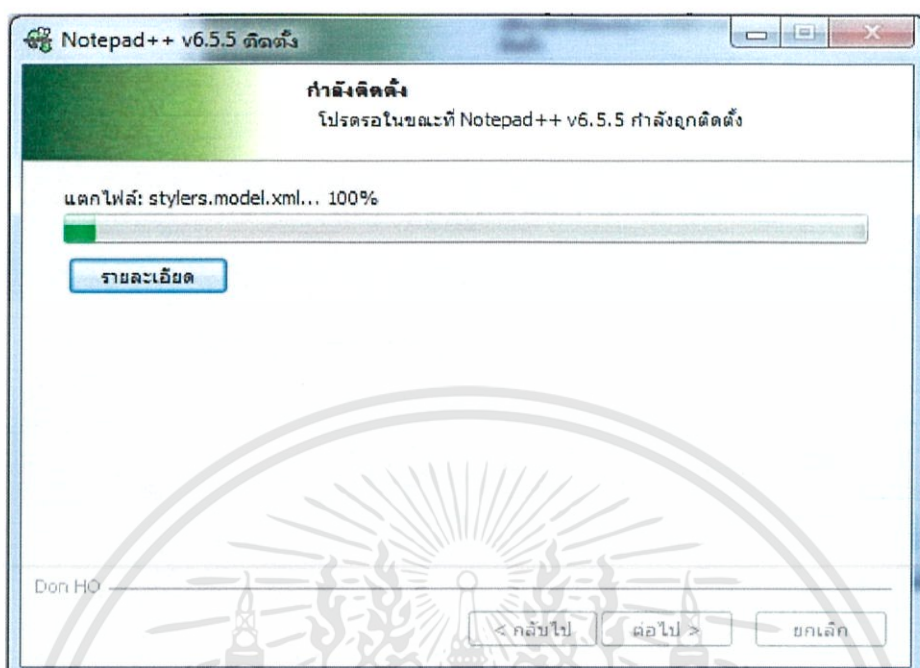 Notepad++ v6.5.5 ติดตั้ง
กำลังติดตั้ง
โปรดรอในขณะที่ Notepad++ v6.5.5 กำลังถูกติดตั้ง
แตกไฟล์: stylers.model.xml... 100%
รายละเอียด
Don HO
< กลับไป ต่อไป > ยกเลิก